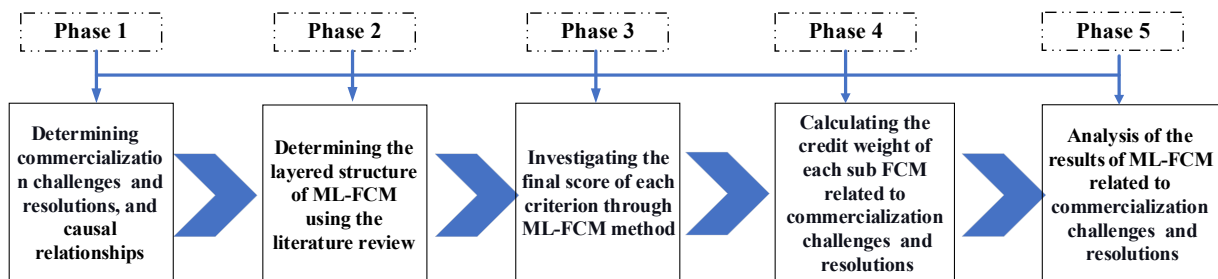 Phase 1
Phase 2
Phase 3
Phase 4
Phase 5
Determining
commercializatio
n challenges and
resolutions, and
causal
relationships
Determining the
layered structure
of ML-FCM
using the
literature review
Investigating the
final score of each
criterion through
ML-FCM method
Calculating the
credit weight of
each sub FCM
related to
commercialization
challenges and
resolutions
Analysis of the
results of ML-FCM
related to
commercialization
challenges and
resolutions